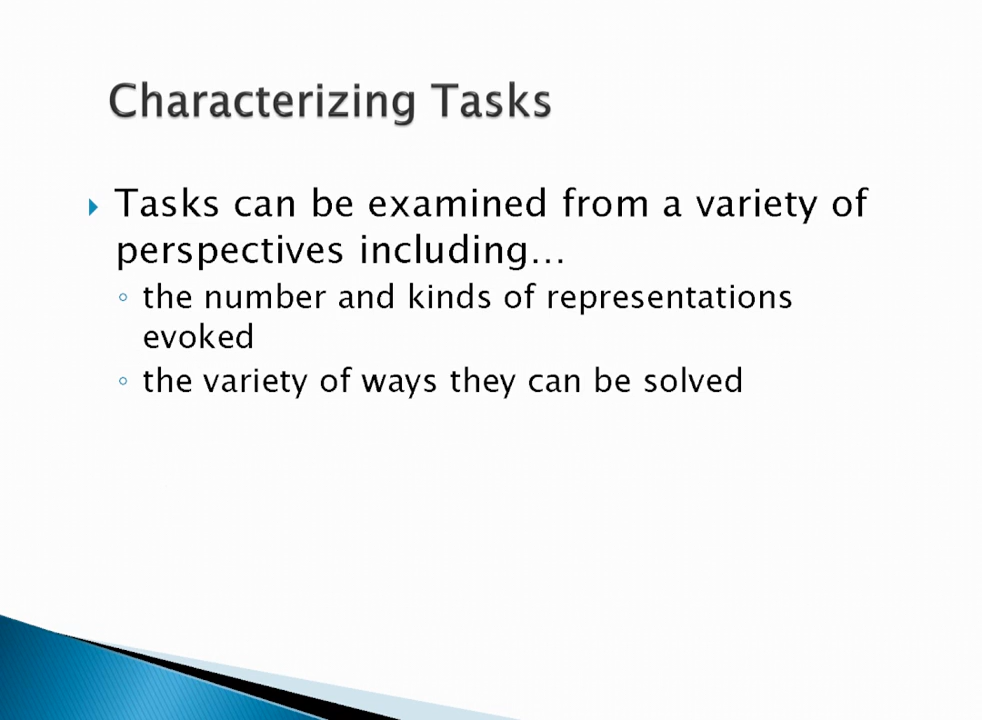 Characterizing Tasks
Tasks can be examined from a variety of
perspectives including…
the number and kinds of representations
evoked
the variety of ways they can be solved